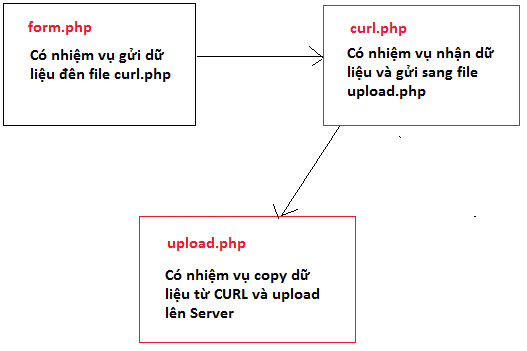 form.php
Có nhiệm vụ gửi dữ
liệu đên file curl.php
curl.php
Có nhiệm vụ nhận dữ
liệu và gửi sang file
upload.php
upload.php
Có nhiệm vụ copy dữ
liệu từ CURL và upload
lên Server